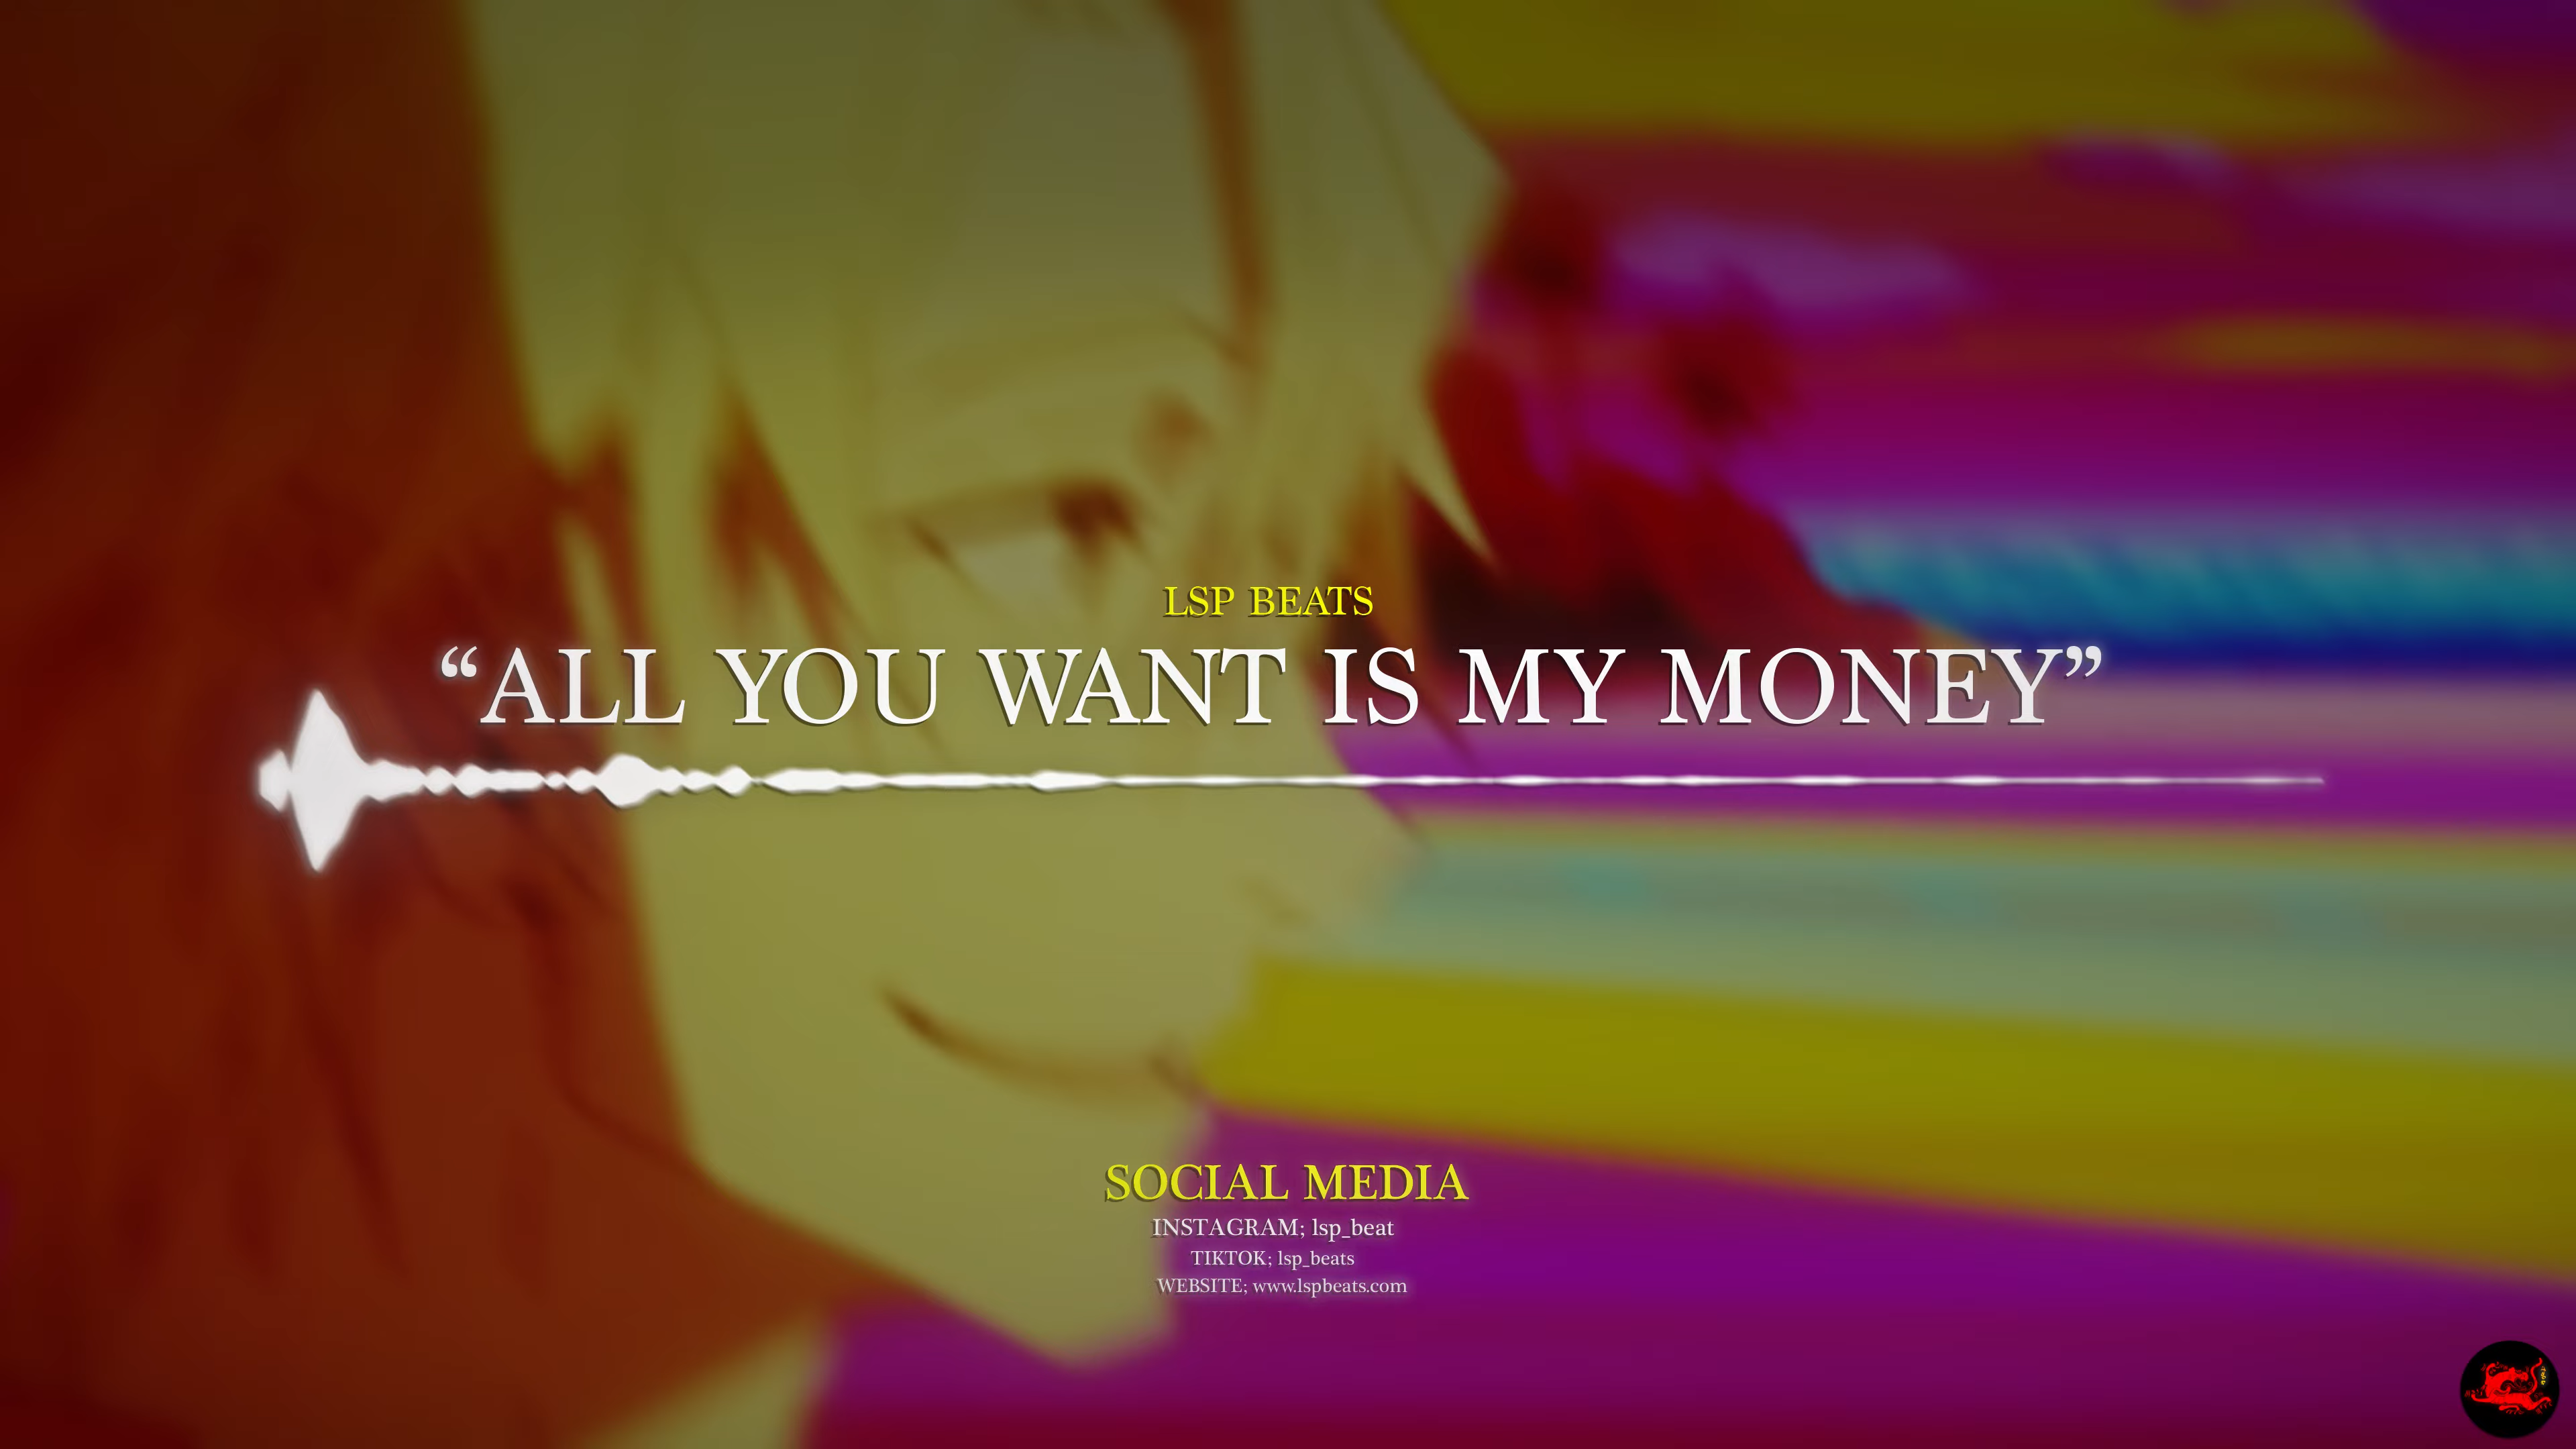 LSP BEATS
“ALL YOU WANT IS MY MONEY”
SOCIAL MEDIA
INSTAGRAM; lsp_beat
TIKTOK; lsp_beats
WEBSITE; www.lspbeats.com